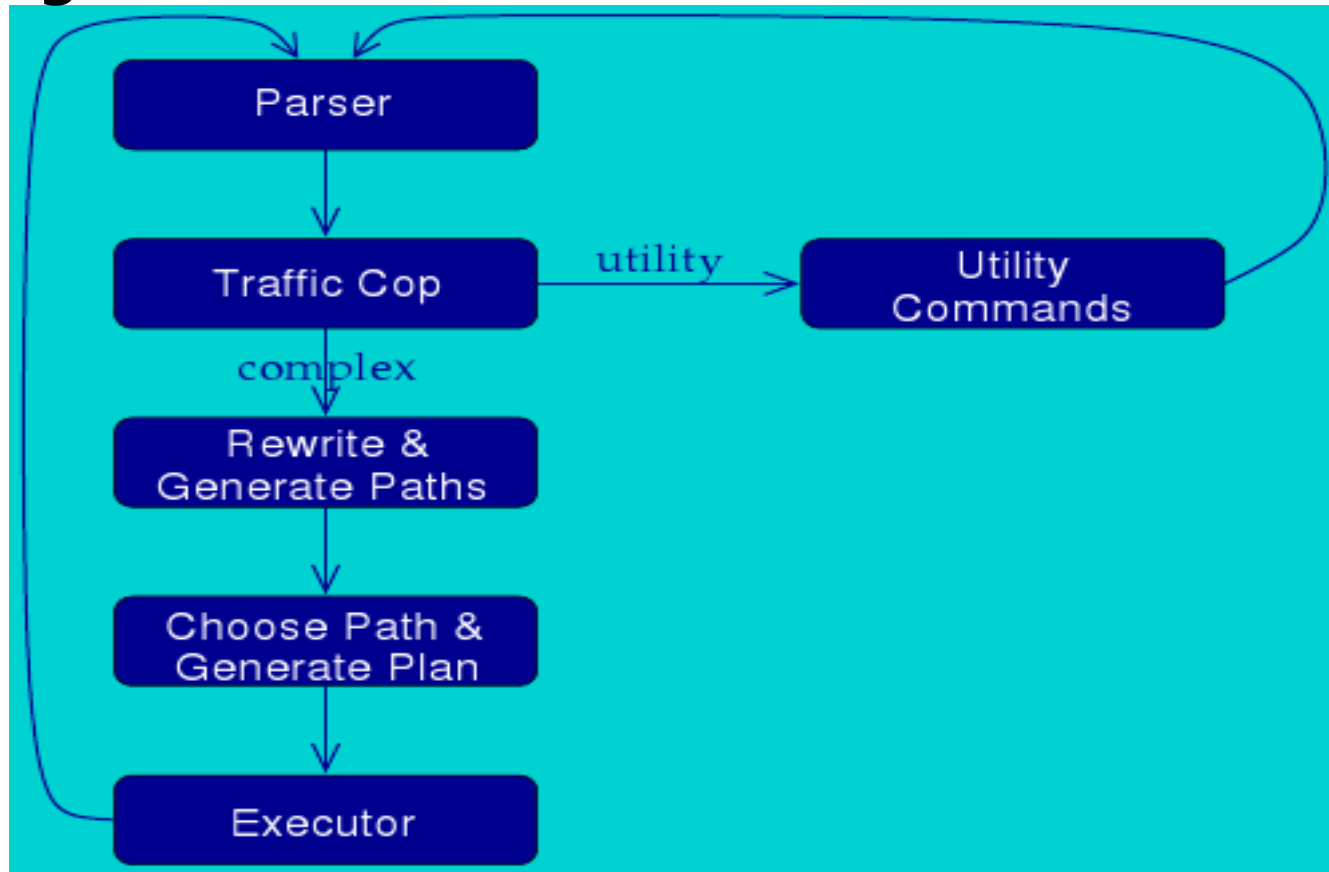 Parser
Traffic Cop
utility
Utility
Commands
complex
Rewrite &
Generate Paths
Choose Path &
Generate Plan
Executor